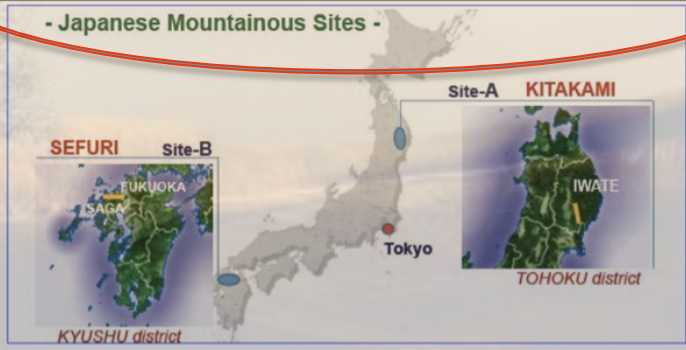 - Japanese Mountainous Sites -
Site-A KITAKAMI
SEFURI Site-B
FUKUOKA
SAGA
IWATE
Tokyo
TOHOKU district
KYUSHU district